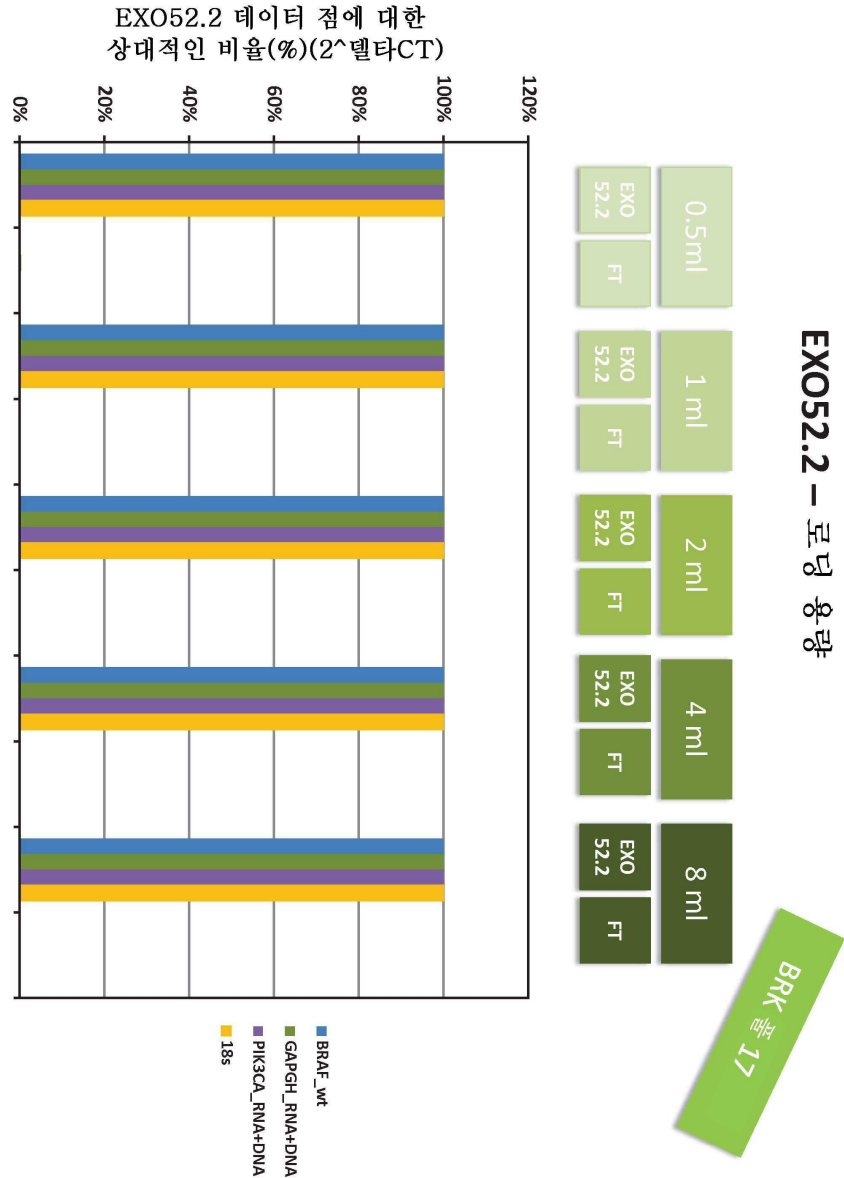 EXO52.2 – 로딩 용량
BRK 풀 17
0.5ml
1 ml
2 ml
4 ml
8 ml
EXO
52.2
FT
EXO
52.2
FT
EXO
52.2
FT
EXO
52.2
FT
EXO
52.2
FT
EXO52.2 데이터 점에 대한
상대적인 비율(%)(2^델타CT)
120%
100%
80%
60%
40%
20%
0%
BRAF_wt
GAPGH_RNA+DNA
PIK3CA_RNA+DNA
18s